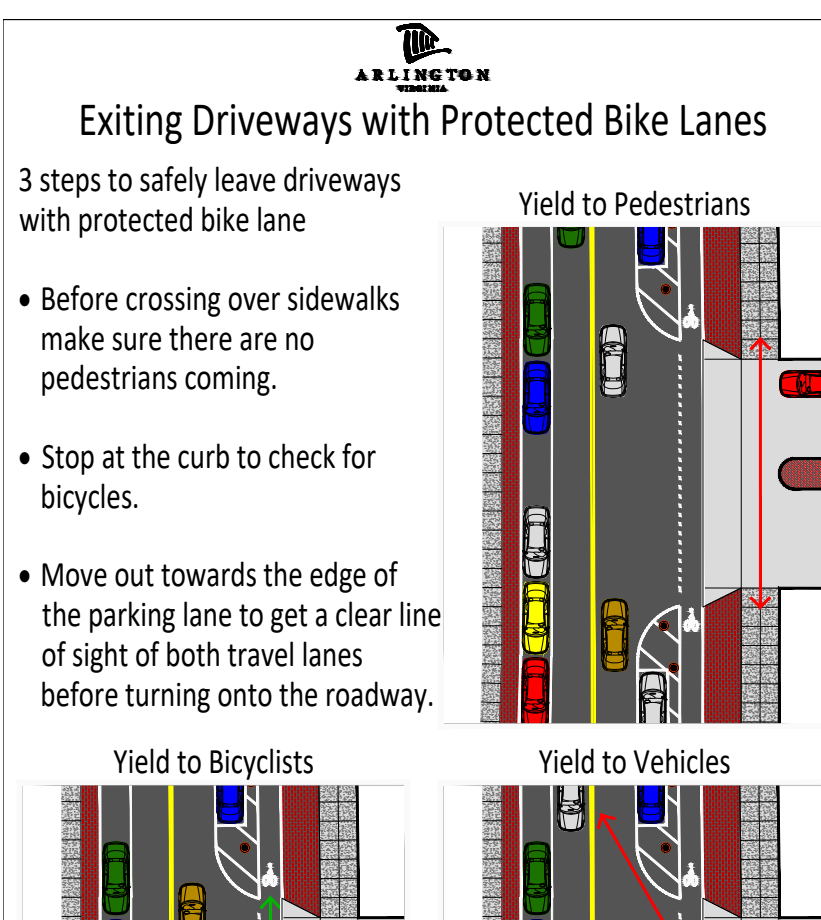 ARLINGTON
VIRGINIA
Exiting Driveways with Protected Bike Lanes
3 steps to safely leave driveways
with protected bike lane
Yield to Pedestrians
• Before crossing over sidewalks
make sure there are no
pedestrians coming.
• Stop at the curb to check for
bicycles.
• Move out towards the edge of
the parking lane to get a clear line
of sight of both travel lanes
before turning onto the roadway.
Yield to Bicyclists
Yield to Vehicles